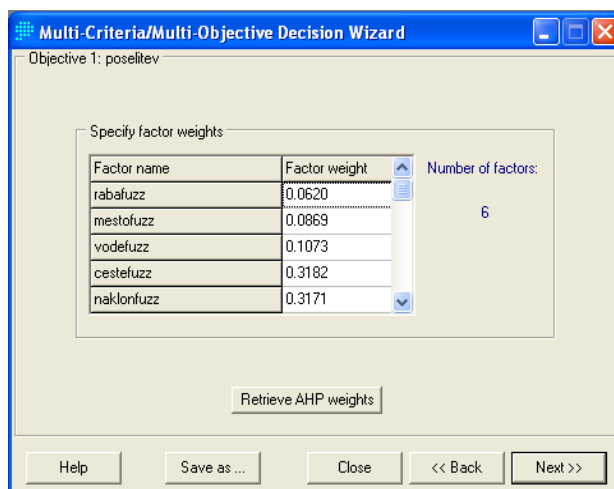 Multi-Criteria/Multi-Objective Decision Wizard
Objective 1: poselitev
Specify factor weights
Factor name Factor weight Number of factors:
rabafuzz 0.0620
mestofuzz 0.0869 6
vodefuzz 0.1073
cestefuzz 0.3182
naklonfuzz 0.3171
Retrieve AHP weights
Help Save as ... Close << Back Next >>